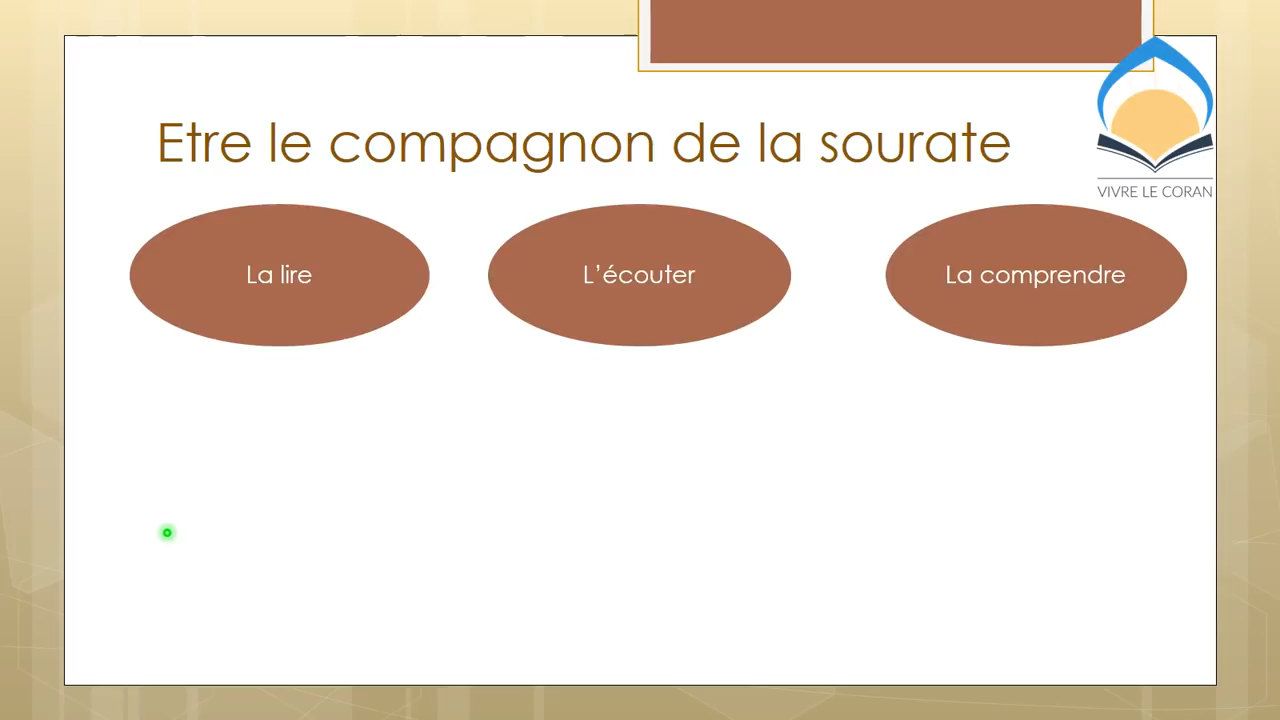 Etre le compagnon de la sourate
VIVRE LE CORAN
La lire
L’écouter
La comprendre